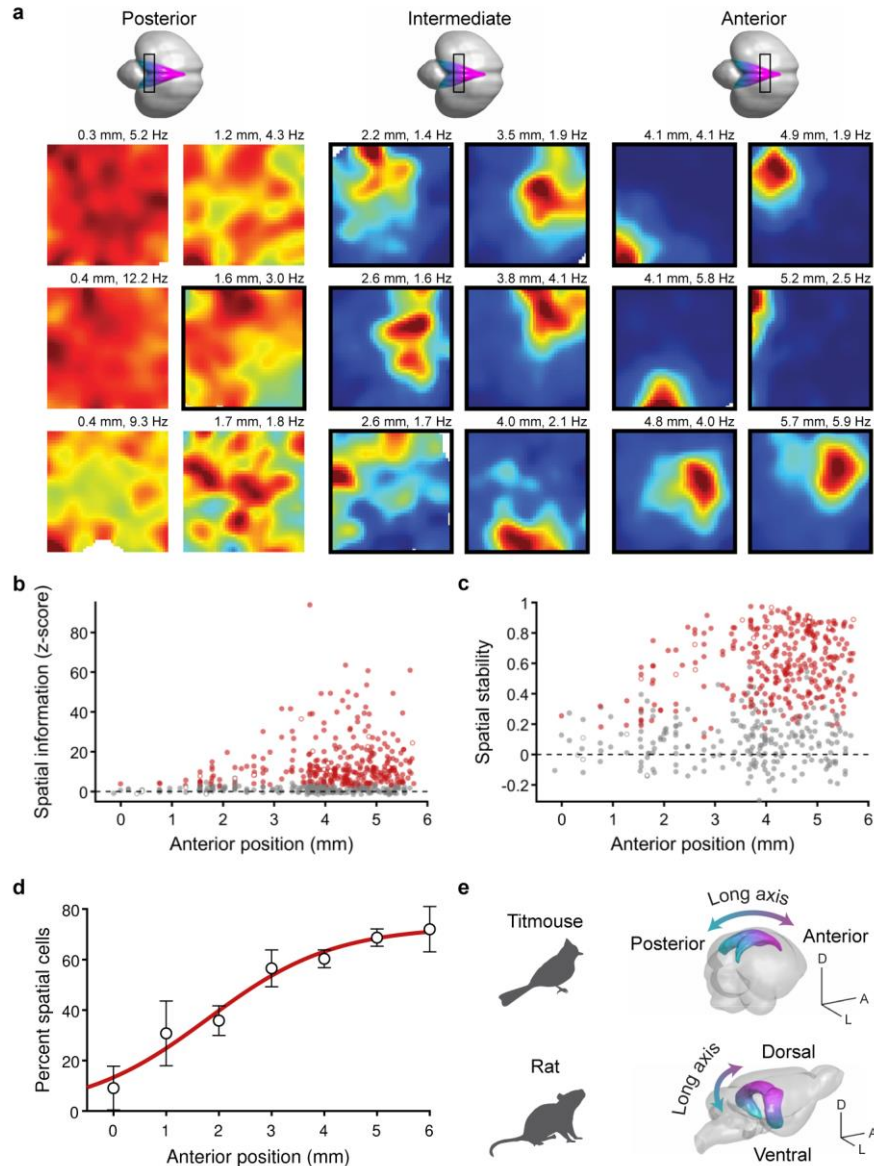 a
Posterior Intermediate Anterior
0.3 mm, 5.2 Hz 1.2 mm, 4.3 Hz 2.2 mm, 1.4 Hz 3.5 mm, 1.9 Hz 4.1 mm, 4.1 Hz 4.9 mm, 1.9 Hz
0.4 mm, 12.2 Hz 1.6 mm, 3.0 Hz 2.6 mm, 1.6 Hz 3.8 mm, 4.1 Hz 4.1 mm, 5.8 Hz 5.2 mm, 2.5 Hz
0.4 mm, 9.3 Hz 1.7 mm, 1.8 Hz 2.6 mm, 1.7 Hz 4.0 mm, 2.1 Hz 4.8 mm, 4.0 Hz 5.7 mm, 5.9 Hz
b
Spatial information (z-score)
80
60
40
20
0
0 1 2 3 4 5 6
Anterior position (mm)
c
Spatial stability
1
0.8
0.6
0.4
0.2
0
-0.2
0 1 2 3 4 5 6
Anterior position (mm)
d
Percent spatial cells
80
60
40
20
0
0 1 2 3 4 5 6
Anterior position (mm)
e
Titmouse
Long axis
Posterior Anterior
D
A
L
Rat
Long axis
Dorsal
Ventral
D
A
L